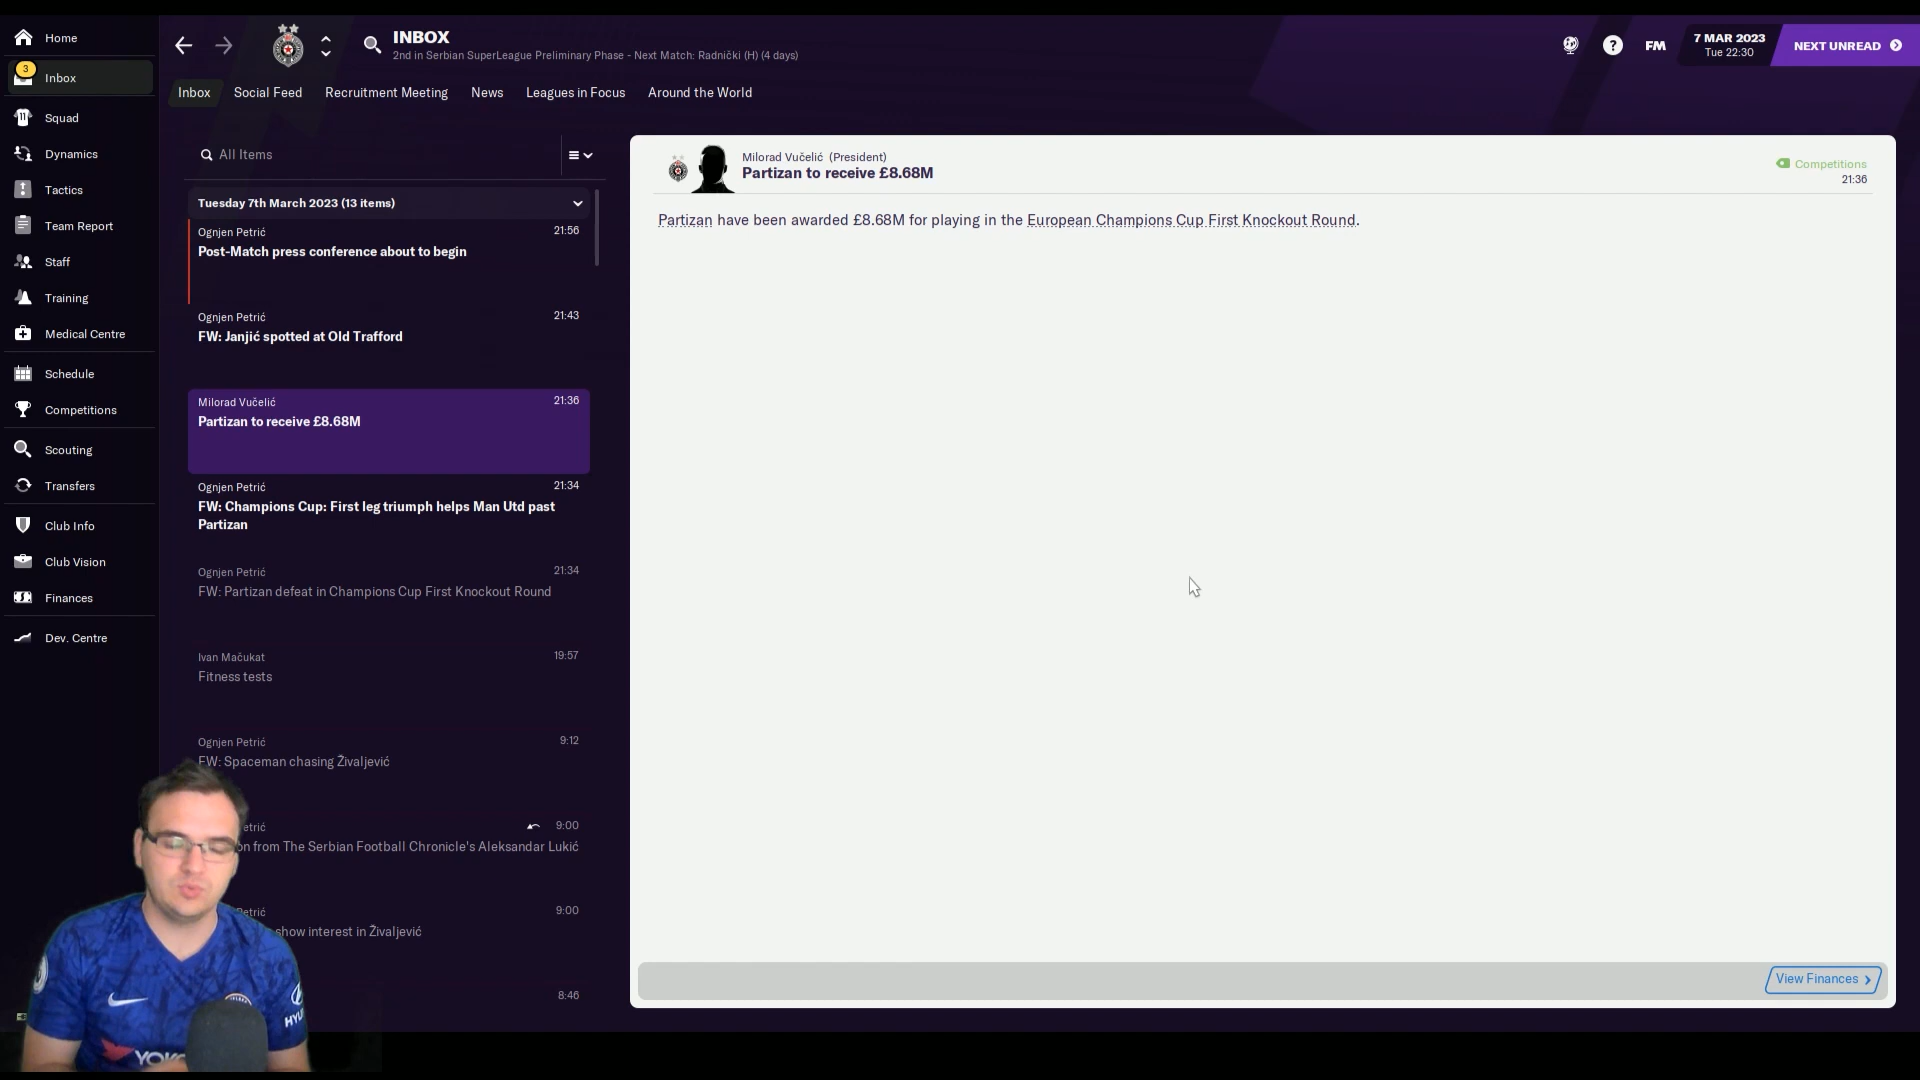 Home
3
Inbox
Squad
Dynamics
Tactics
Team Report
Staff
Training
Medical Centre
Schedule
Competitions
Scouting
Transfers
Club Info
Club Vision
Finances
Dev. Centre
INBOX
2nd in Serbian SuperLeague Preliminary Phase - Next Match: Radnički (H) (4 days)
?
FM
7 MAR 2023
Tue 22:30
NEXT UNREAD
Inbox Social Feed Recruitment Meeting News Leagues in Focus Around the World
All Items
Tuesday 7th March 2023 (13 items)
Ognjen Petrić 21:56
Post-Match press conference about to begin
Ognjen Petrić 21:43
FW: Janjić spotted at Old Trafford
Milorad Vučelić 21:36
Partizan to receive £8.68M
Ognjen Petrić 21:34
FW: Champions Cup: First leg triumph helps Man Utd past
Partizan
Ognjen Petrić 21:34
FW: Partizan defeat in Champions Cup First Knockout Round
Ivan Mačukat 19:57
Fitness tests
Ognjen Petrić 9:12
FW: Spaceman chasing Živaljević
etrić 9:00
on from The Serbian Football Chronicle's Aleksandar Lukić
etrić 9:00
show interest in Živaljević
8:46
Milorad Vučelić (President)
Partizan to receive £8.68M
Competitions
21:36
Partizan have been awarded £8.68M for playing in the European Champions Cup First Knockout Round.
View Finances
YOKO
HYU